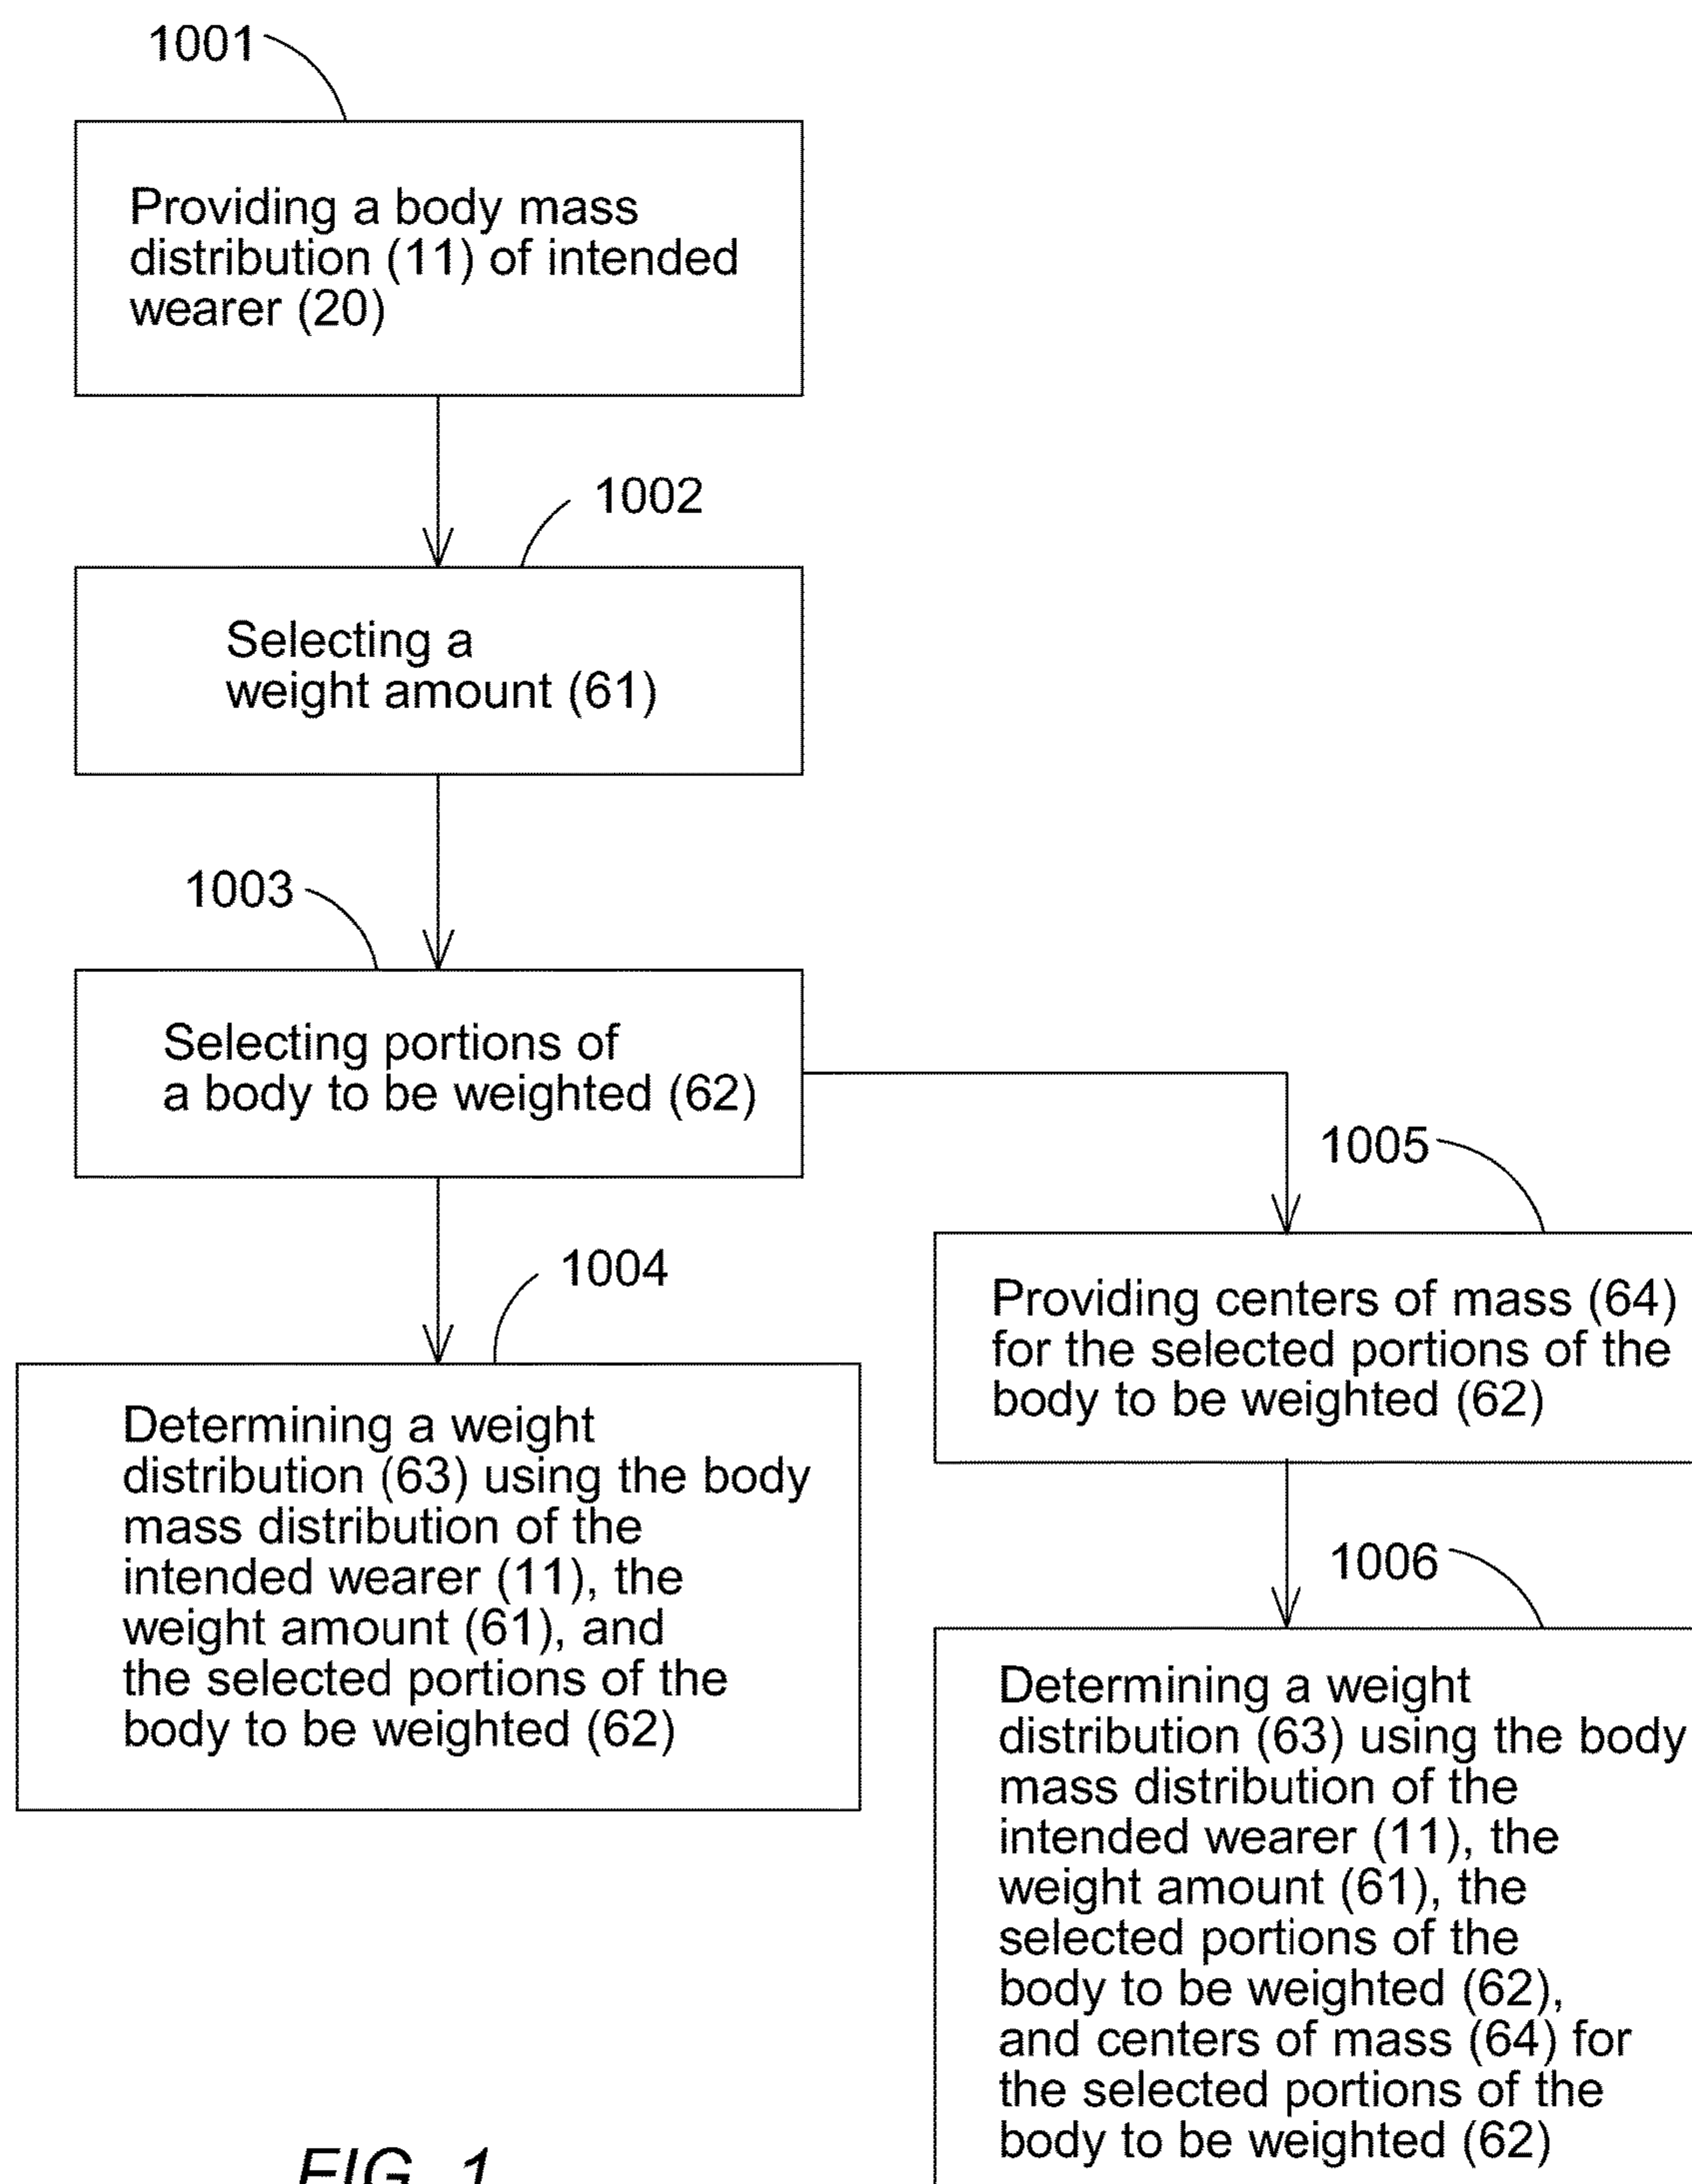 1001
Providing a body mass
distribution (11) of intended
wearer (20)
1002
Selecting a
weight amount (61)
1003
Selecting portions of
a body to be weighted (62)
1004
Determining a weight
distribution (63) using the body
mass distribution of the
intended wearer (11), the
weight amount (61), and
the selected portions of the
body to be weighted (62)
1005
Providing centers of mass (64)
for the selected portions of the
body to be weighted (62)
1006
Determining a weight
distribution (63) using the body
mass distribution of the
intended wearer (11), the
weight amount (61), the
selected portions of the
body to be weighted (62),
and centers of mass (64) for
the selected portions of the
body to be weighted (62)
FIG. 1